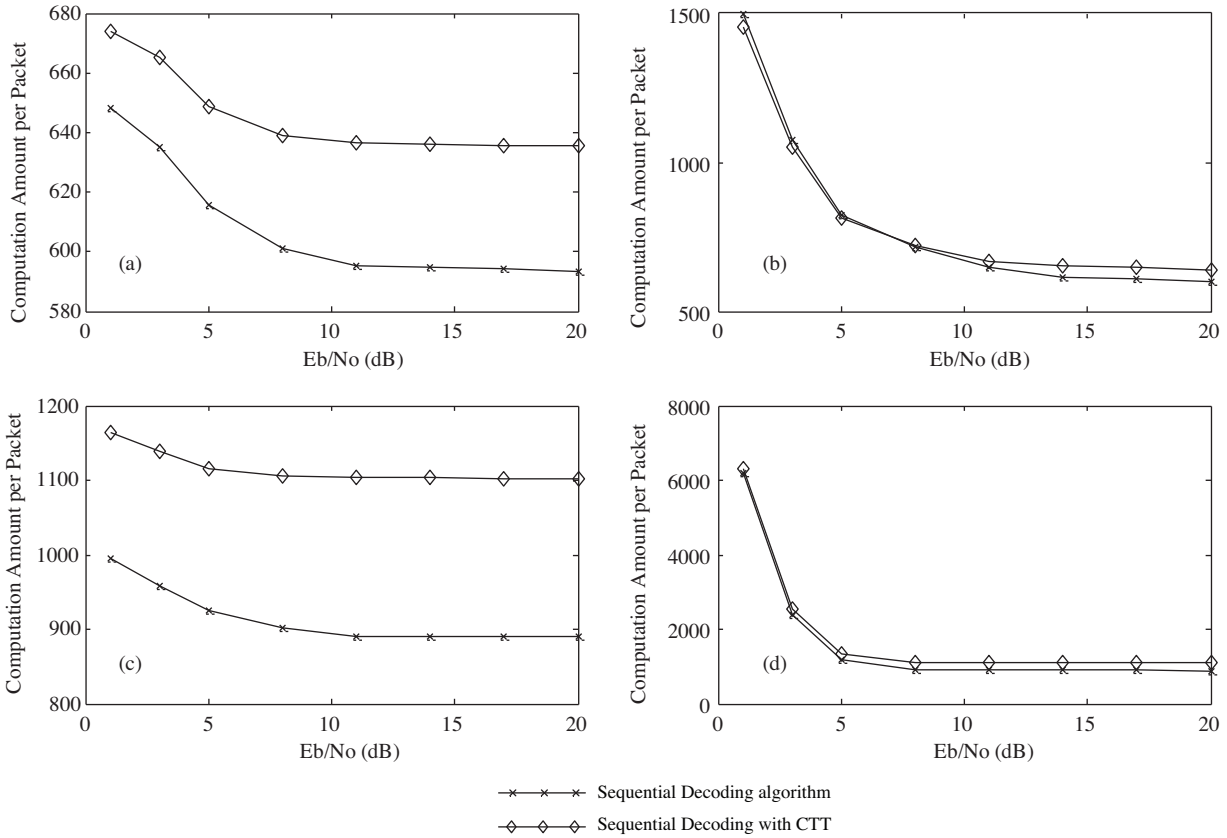 680
660
640
620
600
580
0
5
10
15
20
Computation Amount per Packet
(a)
Eb/No (dB)
1500
1000
500
0
5
10
15
20
Computation Amount per Packet
(b)
Eb/No (dB)
1200
1100
1000
900
800
0
5
10
15
20
Computation Amount per Packet
(c)
Eb/No (dB)
8000
6000
4000
2000
0
0
5
10
15
20
Computation Amount per Packet
(d)
Eb/No (dB)
Sequential Decoding algorithm
Sequential Decoding with CTT